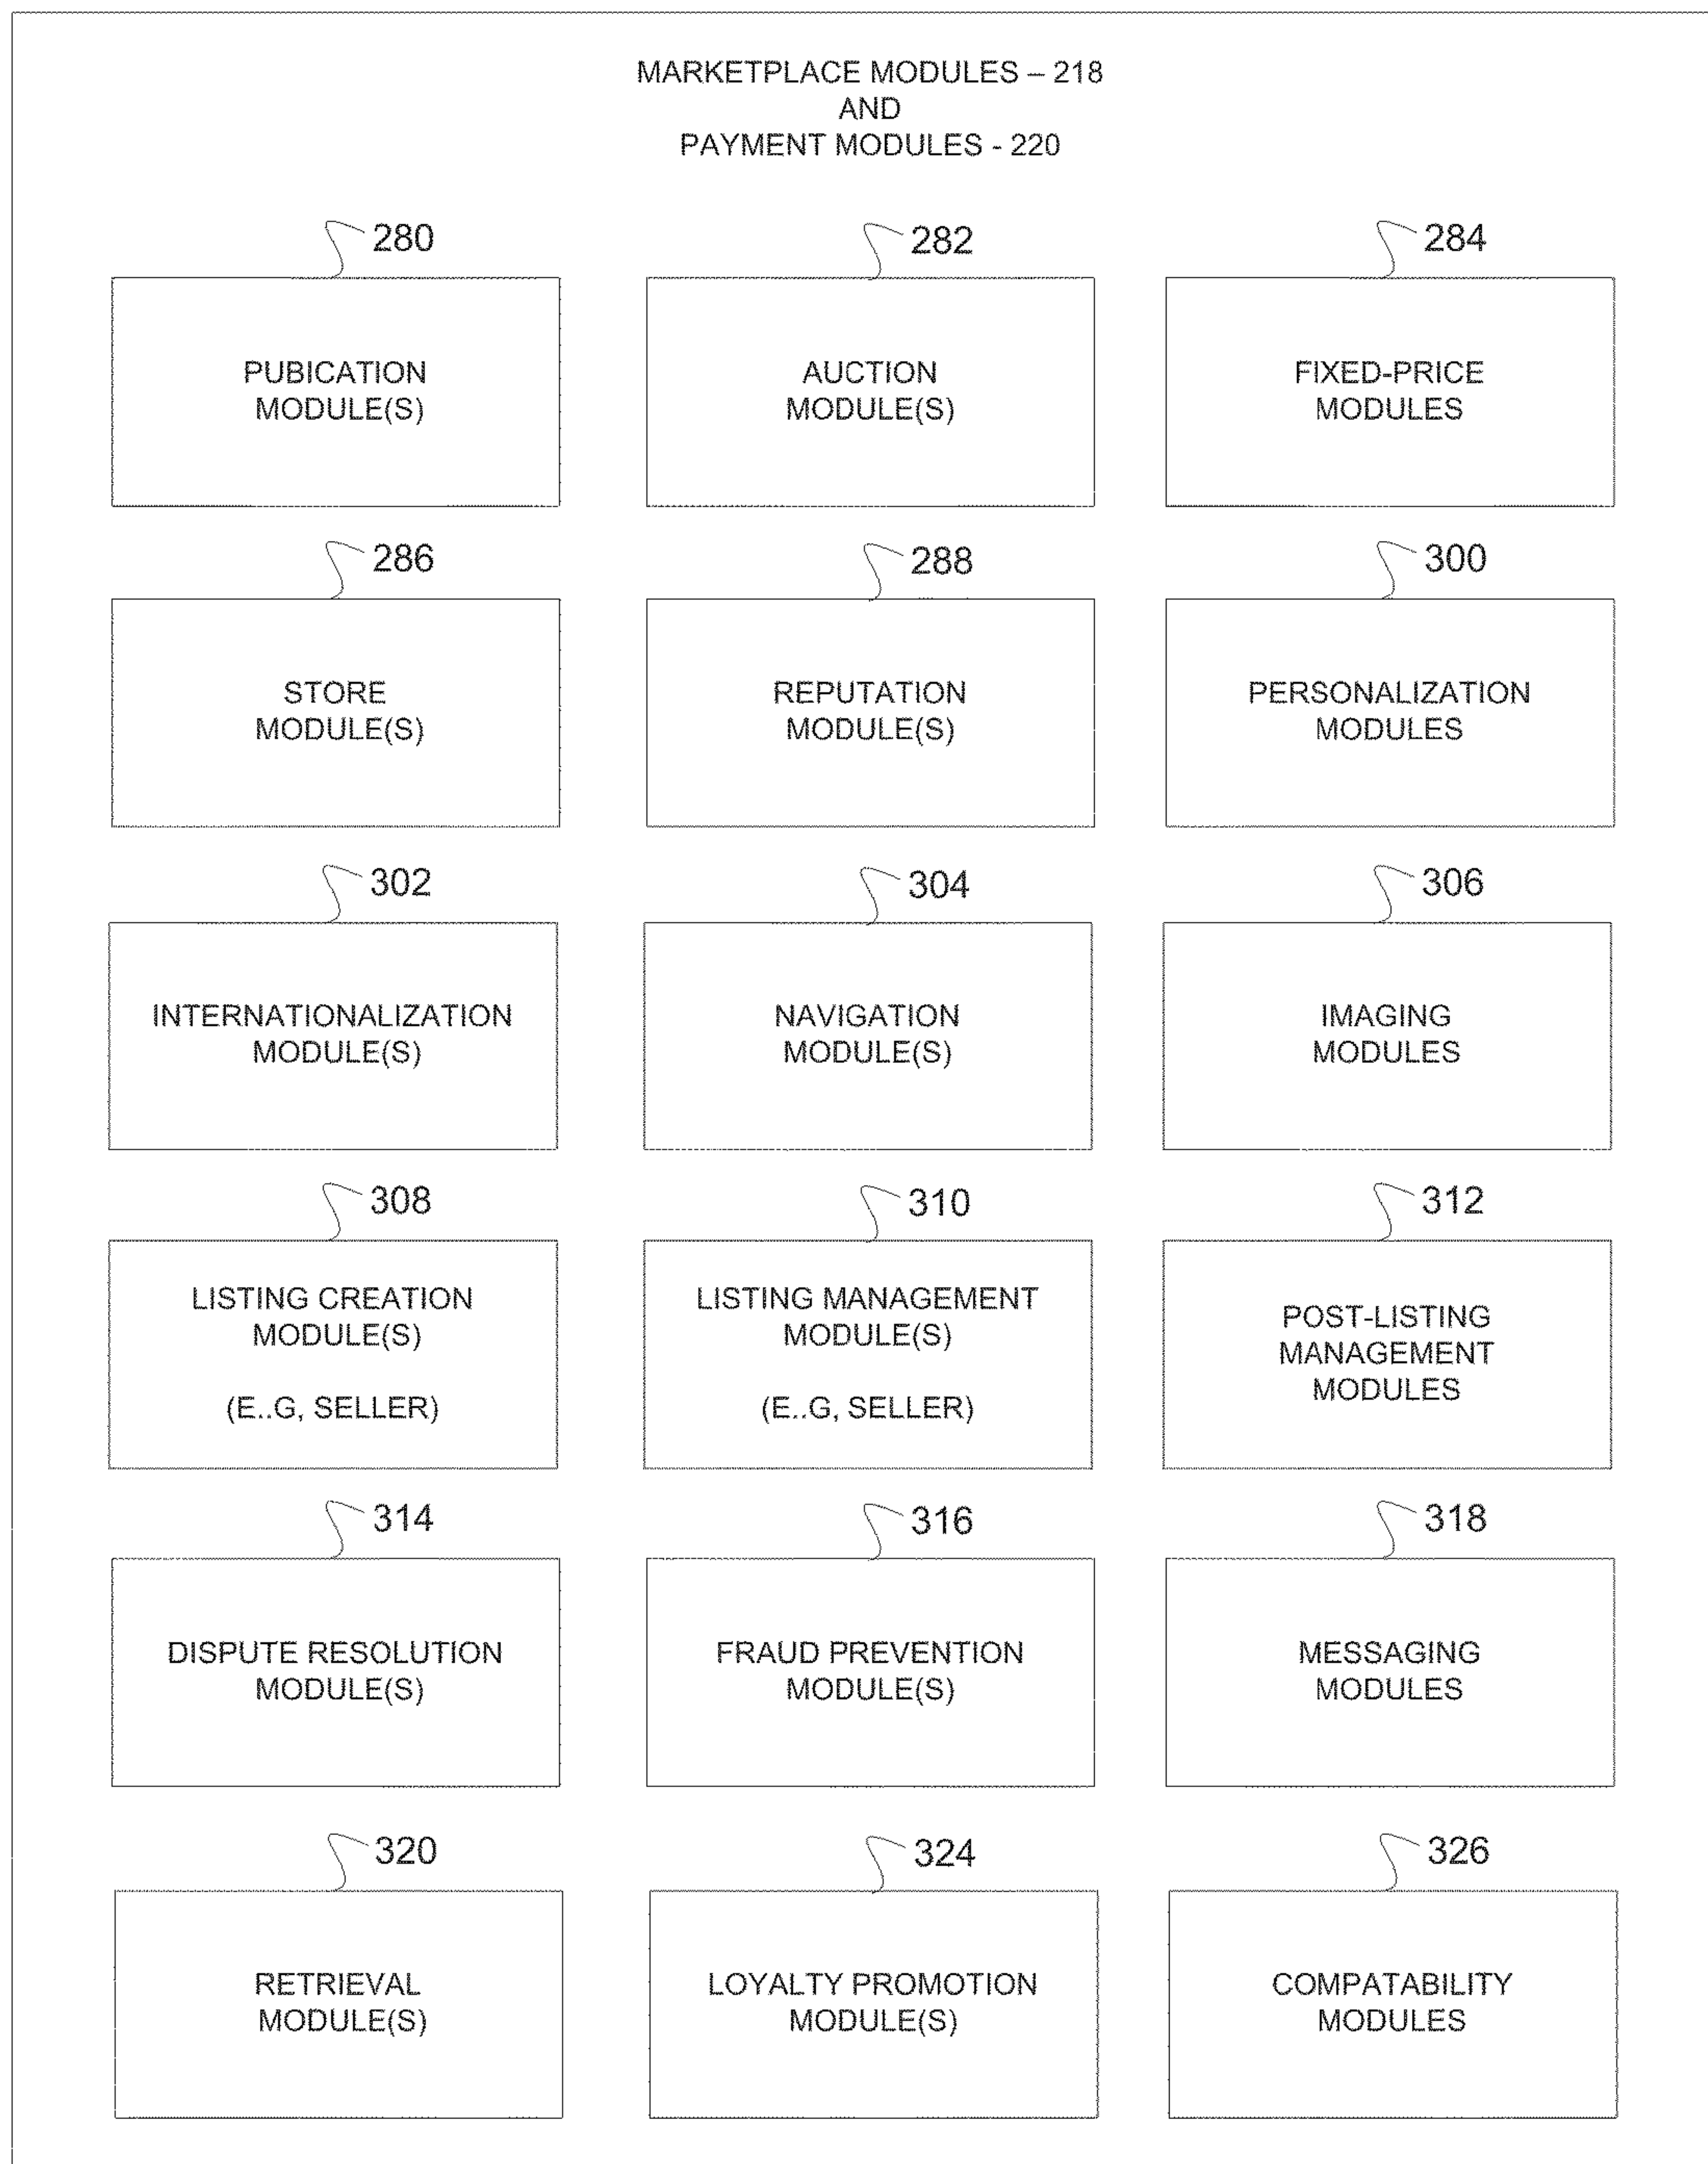 MARKETPLACE MODULES – 218
AND
PAYMENT MODULES - 220
280
282
284
PUBICATION
MODULE(S)
AUCTION
MODULE(S)
FIXED-PRICE
MODULES
286
288
300
STORE
MODULE(S)
REPUTATION
MODULE(S)
PERSONALIZATION
MODULES
302
304
306
INTERNATIONALIZATION
MODULE(S)
NAVIGATION
MODULE(S)
IMAGING
MODULES
308
310
312
LISTING CREATION
MODULE(S)
(E..G, SELLER)
LISTING MANAGEMENT
MODULE(S)
(E..G, SELLER)
POST-LISTING
MANAGEMENT
MODULES
314
316
318
DISPUTE RESOLUTION
MODULE(S)
FRAUD PREVENTION
MODULE(S)
MESSAGING
MODULES
320
324
326
RETRIEVAL
MODULE(S)
LOYALTY PROMOTION
MODULE(S)
COMPATABILITY
MODULES